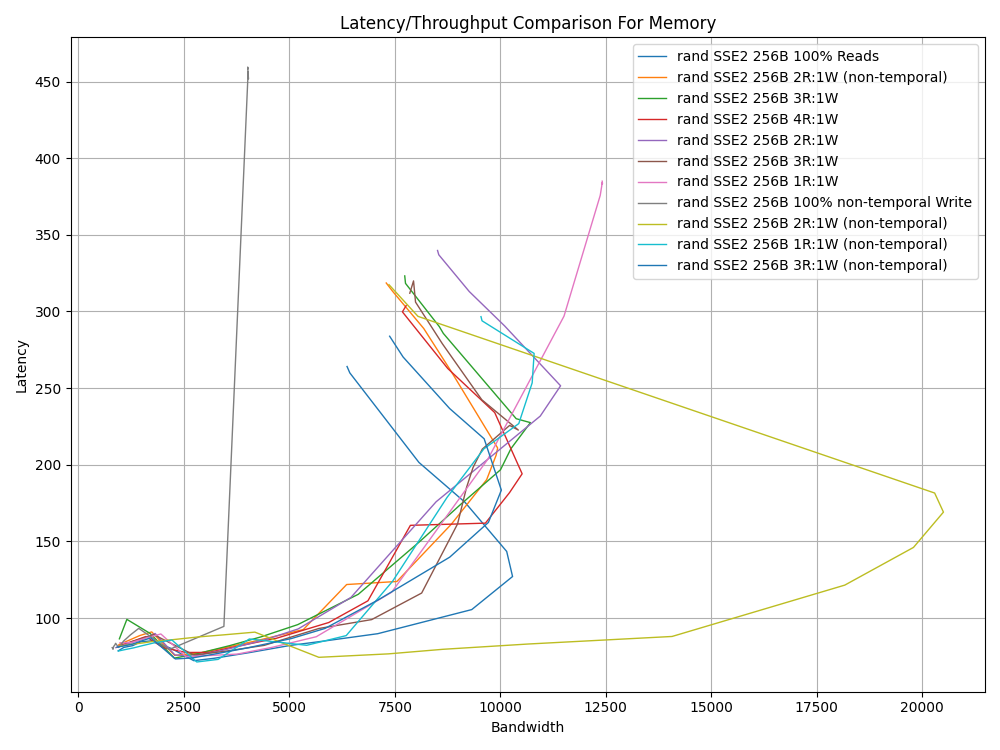 Latency/Throughput Comparison For Memory
rand SSE2 256B 100% Reads
rand SSE2 256B 2R:1W (non-temporal)
rand SSE2 256B 3R:1W
rand SSE2 256B 4R:1W
rand SSE2 256B 2R:1W
rand SSE2 256B 3R:1W
rand SSE2 256B 1R:1W
rand SSE2 256B 100% non-temporal Write
rand SSE2 256B 2R:1W (non-temporal)
rand SSE2 256B 1R:1W (non-temporal)
rand SSE2 256B 3R:1W (non-temporal)
Latency
450
400
350
300
250
200
150
100
0 2500 5000 7500 10000 12500 15000 17500 20000
Bandwidth